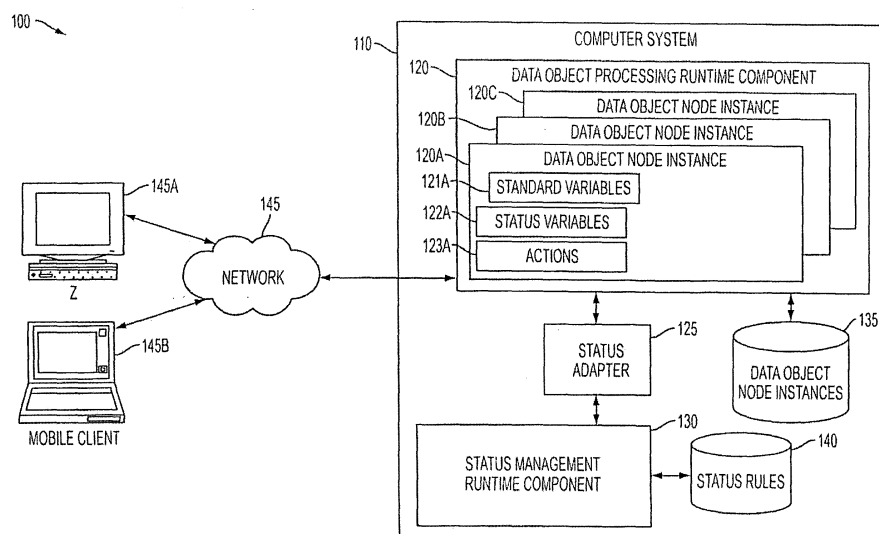 100
110
COMPUTER SYSTEM
120
DATA OBJECT PROCESSING RUNTIME COMPONENT
120C
DATA OBJECT NODE INSTANCE
120B
DATA OBJECT NODE INSTANCE
120A
DATA OBJECT NODE INSTANCE
121A
STANDARD VARIABLES
122A
STATUS VARIABLES
123A
ACTIONS
145A
Z
145
NETWORK
145B
MOBILE CLIENT
125
STATUS
ADAPTER
135
DATA OBJECT
NODE INSTANCES
130
STATUS MANAGEMENT
RUNTIME COMPONENT
140
STATUS RULES